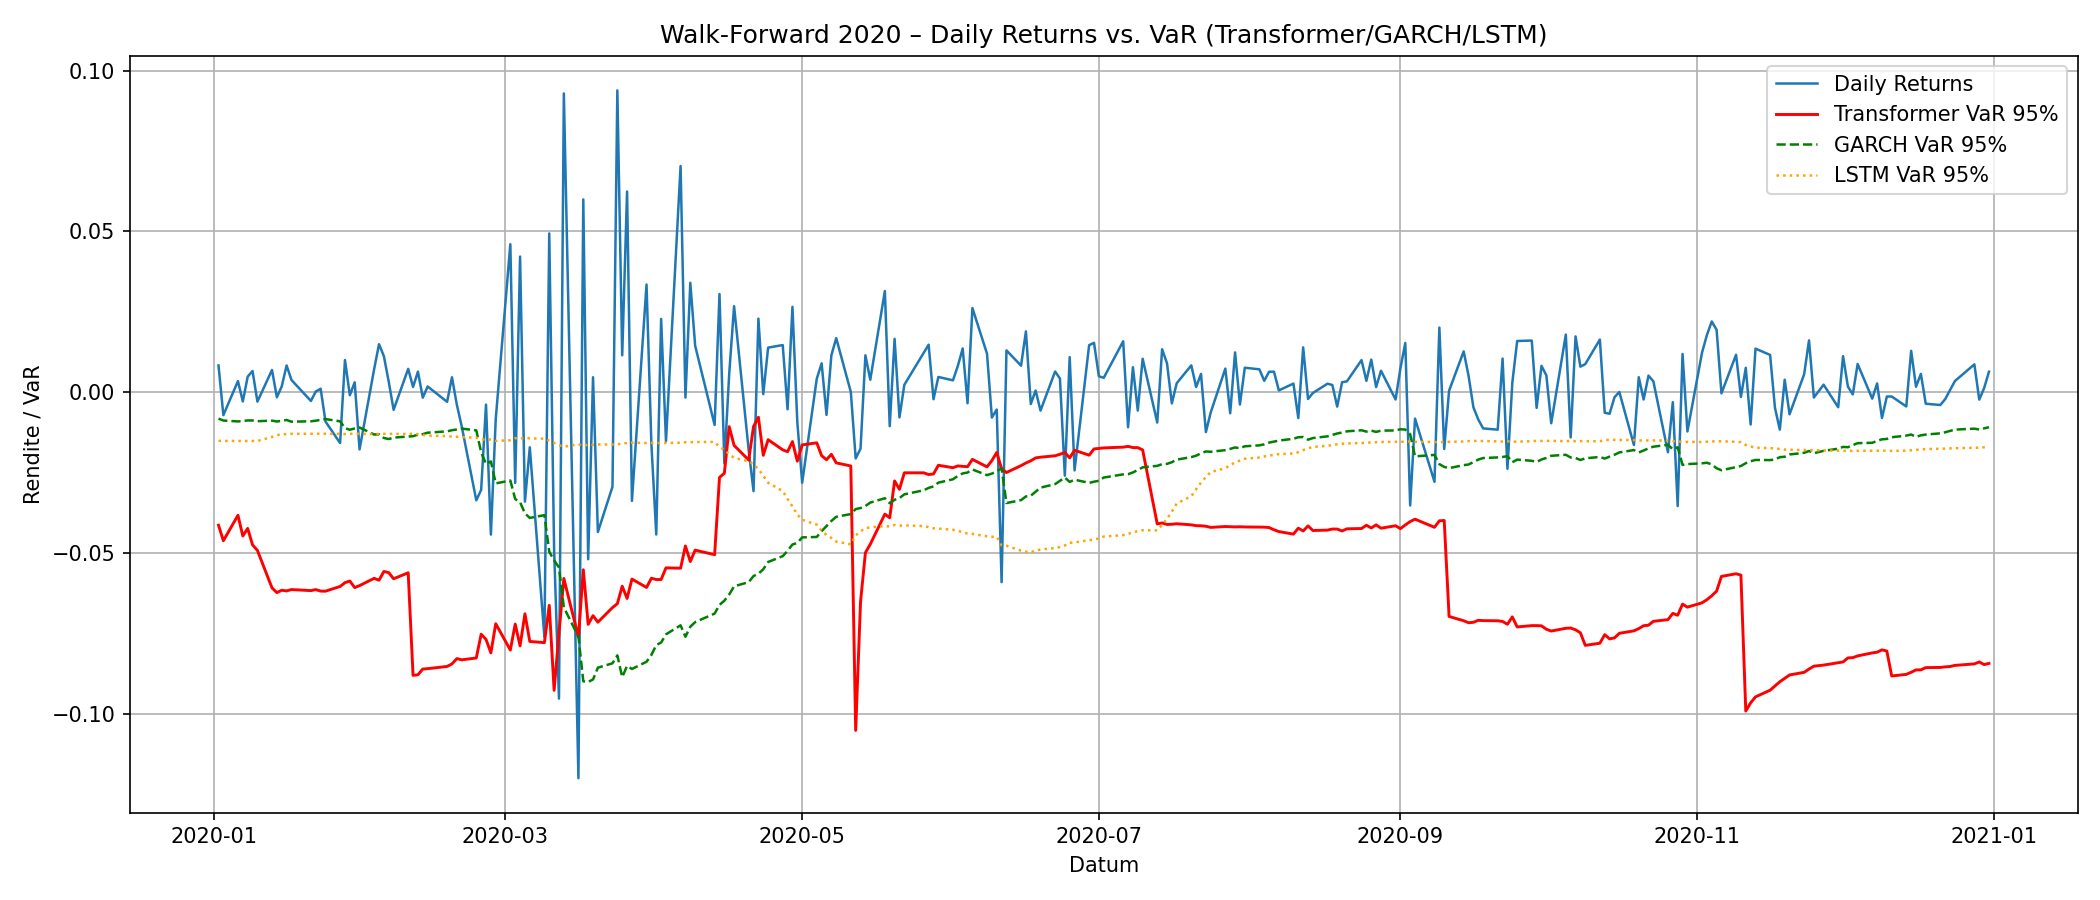 Walk-Forward 2020 – Daily Returns vs. VaR (Transformer/GARCH/LSTM)
Daily Returns
Transformer VaR 95%
GARCH VaR 95%
LSTM VaR 95%
Rendite / VaR
0.10
0.05
0.00
−0.05
−0.10
2020-01 2020-03 2020-05 2020-07 2020-09 2020-11 2021-01
Datum